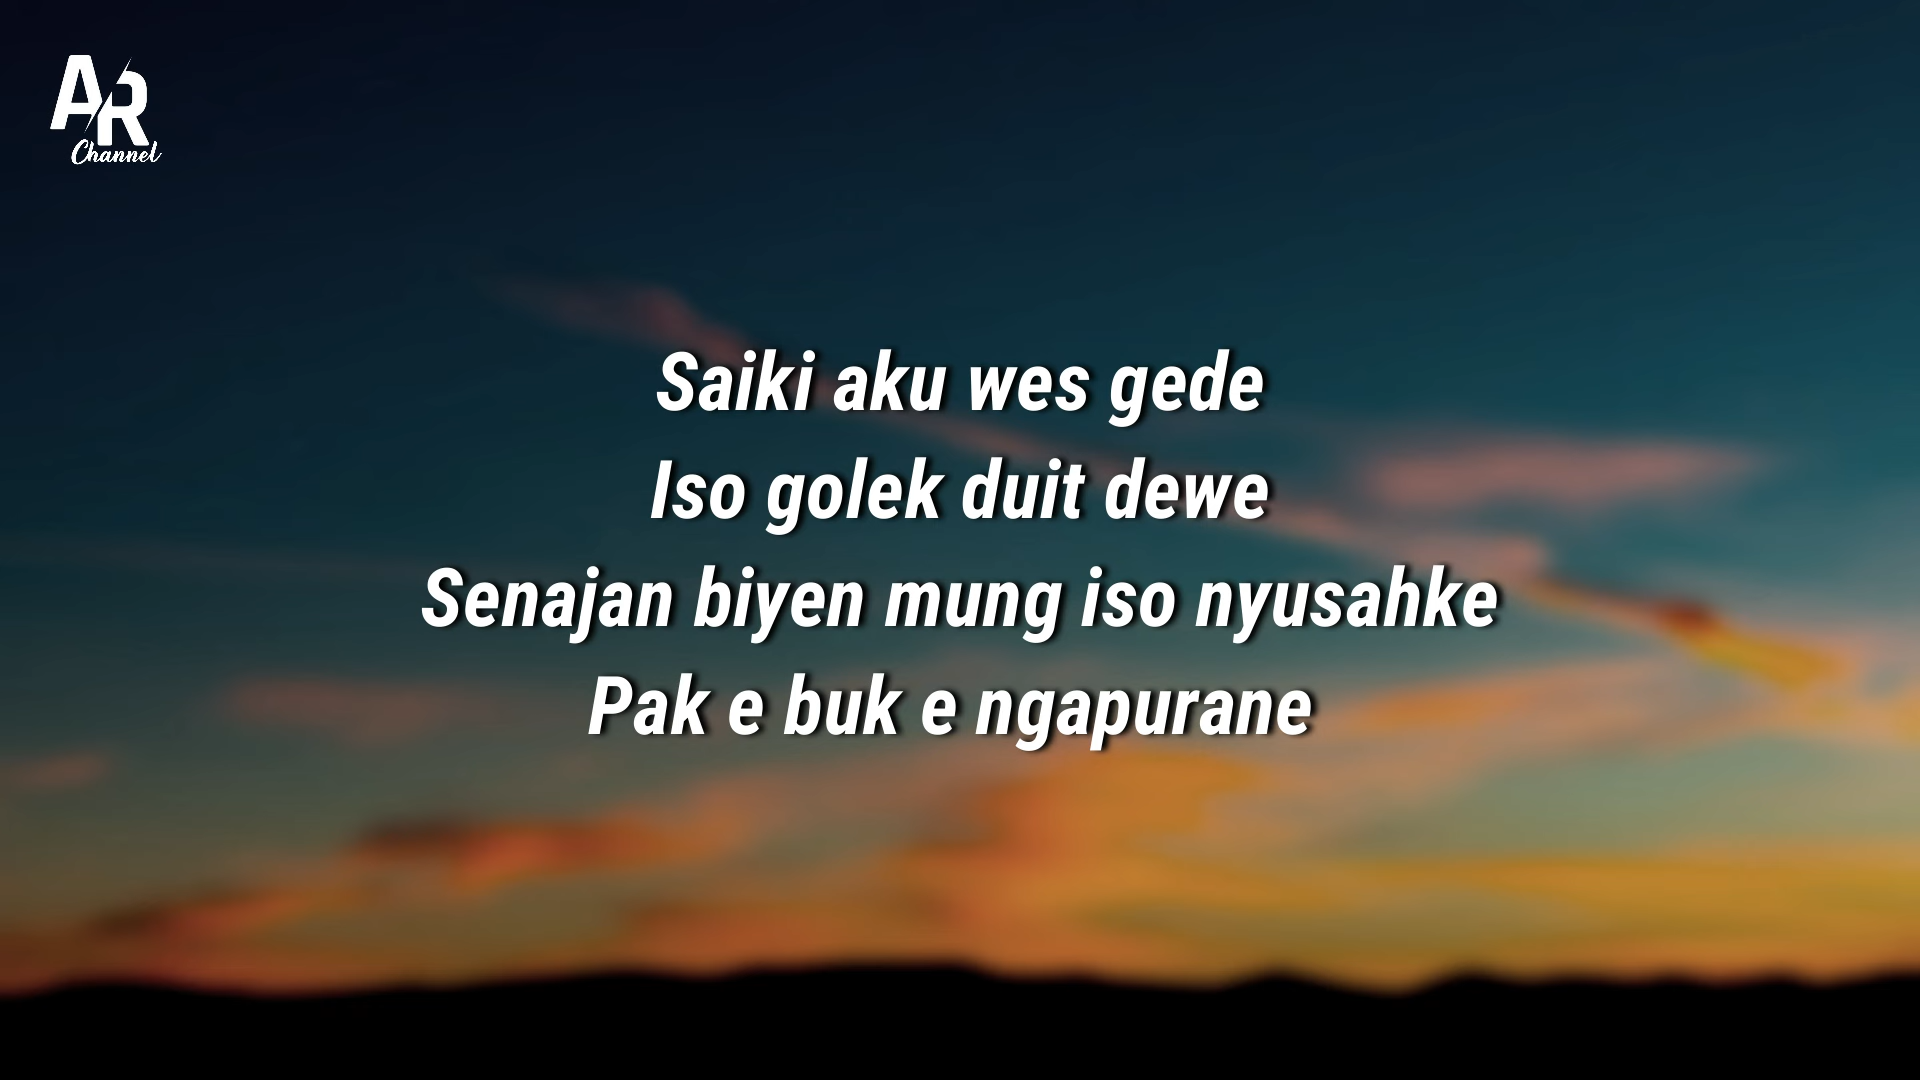 AR
Channel
Saiki aku wes gede
Iso golek duit dewe
Senajan biyen mung iso nyusahke
Pak e buk e ngapurane